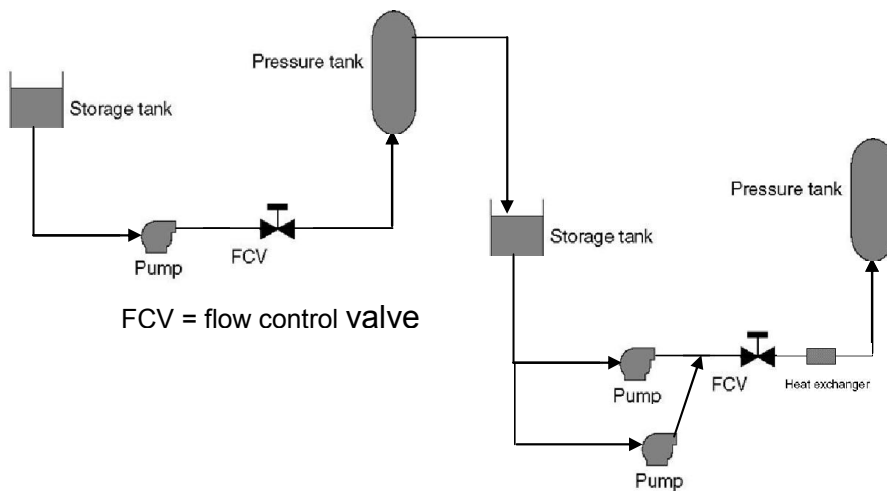 Pressure tank
Storage tank
Pump
FCV
FCV = flow control valve
Storage tank
Pressure tank
Pump
FCV
Heat exchanger
Pump